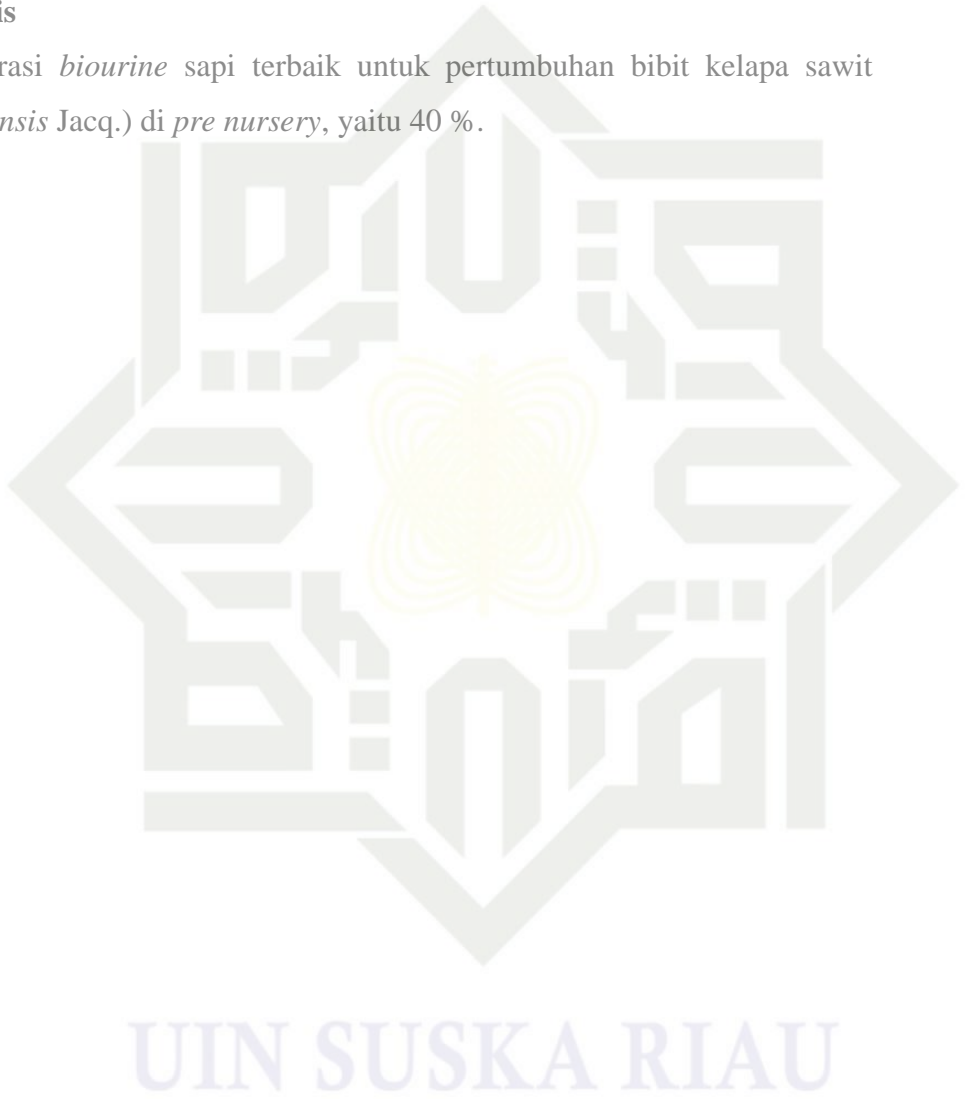 is
rasi biourine sapi terbaik untuk pertumbuhan bibit kelapa sawit
nsis Jacq.) di pre nursery, yaitu 40 %.
UIN SUSKA RIAU